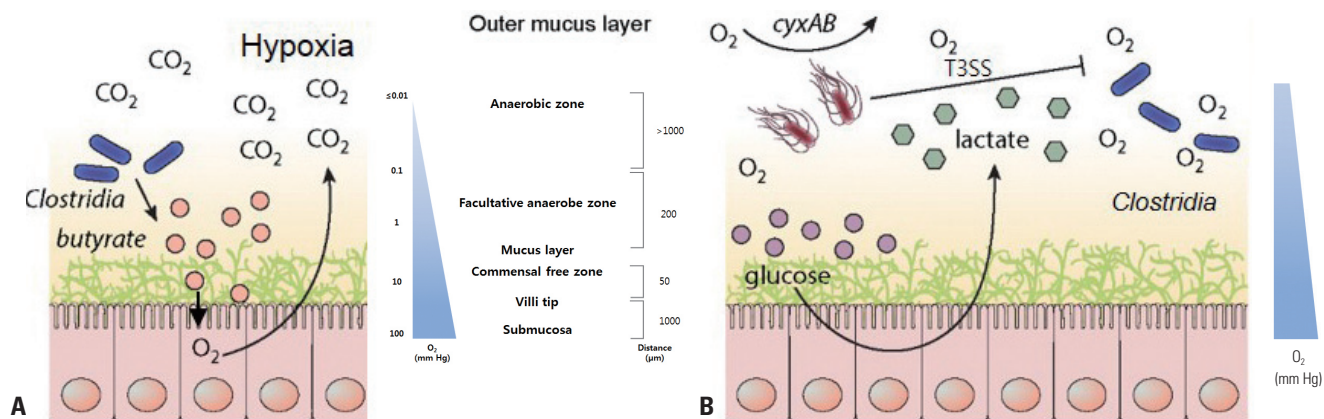 Hypoxia
CO₂
CO₂
CO₂
CO₂
CO₂
CO₂
CO₂
Clostridia
butyrate
O₂
A
≤0.01
0.1
1
10
100
O₂
(mm Hg)
Outer mucus layer
Anaerobic zone
Facultative anaerobe zone
Mucus layer
Commensal free zone
Villi tip
Submucosa
>1000
200
50
1000
Distance
(µm)
O₂
cyxAB
O₂
T3SS
O₂
lactate
O₂
O₂
O₂
O₂
Clostridia
glucose
B
O₂
(mm Hg)